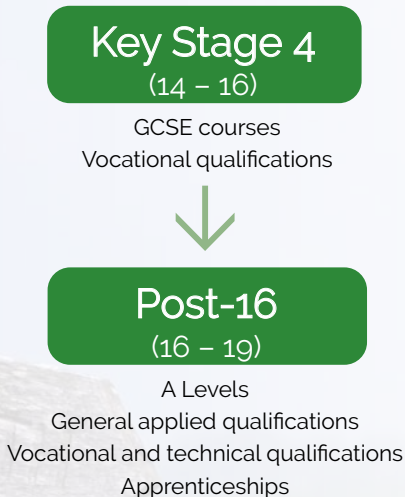 Key Stage 4
(14 – 16)
GCSE courses
Vocational qualifications
Post-16
(16 – 19)
A Levels
General applied qualifications
Vocational and technical qualifications
Apprenticeships